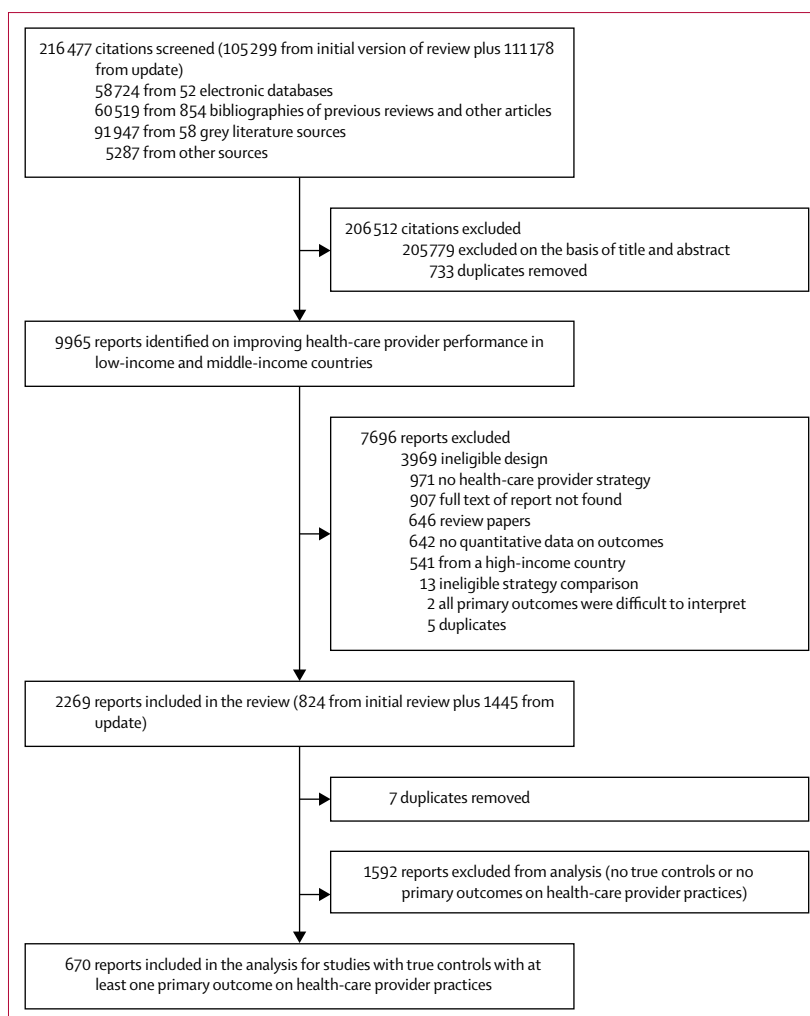 216 477 citations screened (105 299 from initial version of review plus 111 178
from update)
58 724 from 52 electronic databases
60 519 from 854 bibliographies of previous reviews and other articles
91 947 from 58 grey literature sources
5287 from other sources
206 512 citations excluded
205 779 excluded on the basis of title and abstract
733 duplicates removed
9965 reports identified on improving health-care provider performance in
low-income and middle-income countries
7696 reports excluded
3969 ineligible design
971 no health-care provider strategy
907 full text of report not found
646 review papers
642 no quantitative data on outcomes
541 from a high-income country
13 ineligible strategy comparison
2 all primary outcomes were difficult to interpret
5 duplicates
2269 reports included in the review (824 from initial review plus 1445 from
update)
7 duplicates removed
1592 reports excluded from analysis (no true controls or no
primary outcomes on health-care provider practices)
670 reports included in the analysis for studies with true controls with at
least one primary outcome on health-care provider practices